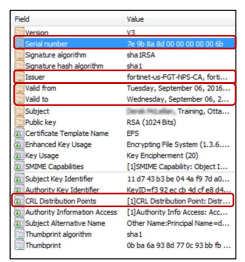 Field Value
Version V3
Serial number 7e 9b 8a 8d 00 00 00 00 00 6b
Signature algorithm sha1RSA
Signature hash algorithm sha1
Issuer fortinet-us-FGT-NPS-CA, forti...
Valid from Tuesday, September 06, 2016...
Valid to Wednesday, September 06, 2...
Subject Training, Otta...
Public key RSA (1024 Bits)
Certificate Template Name EFS
Enhanced Key Usage Encrypting File System (1.3.6....
Key Usage Key Encipherment (20)
SMIME Capabilities [1]SMIME Capability: Object I...
Subject Key Identifier 11 d7 43 b3 be 04 4a f9 7d a0...
Authority Key Identifier KeyID=f3 92 ec db 4d cf e8 d4...
CRL Distribution Points [1]CRL Distribution Point: Distr...
Authority Information Access [1]Authority Info Access: Acc...
Subject Alternative Name Other Name:Principal Name=d...
Thumbprint algorithm sha1
Thumbprint 0b ba 6a 93 8d 77 0c 93 bb fb ...